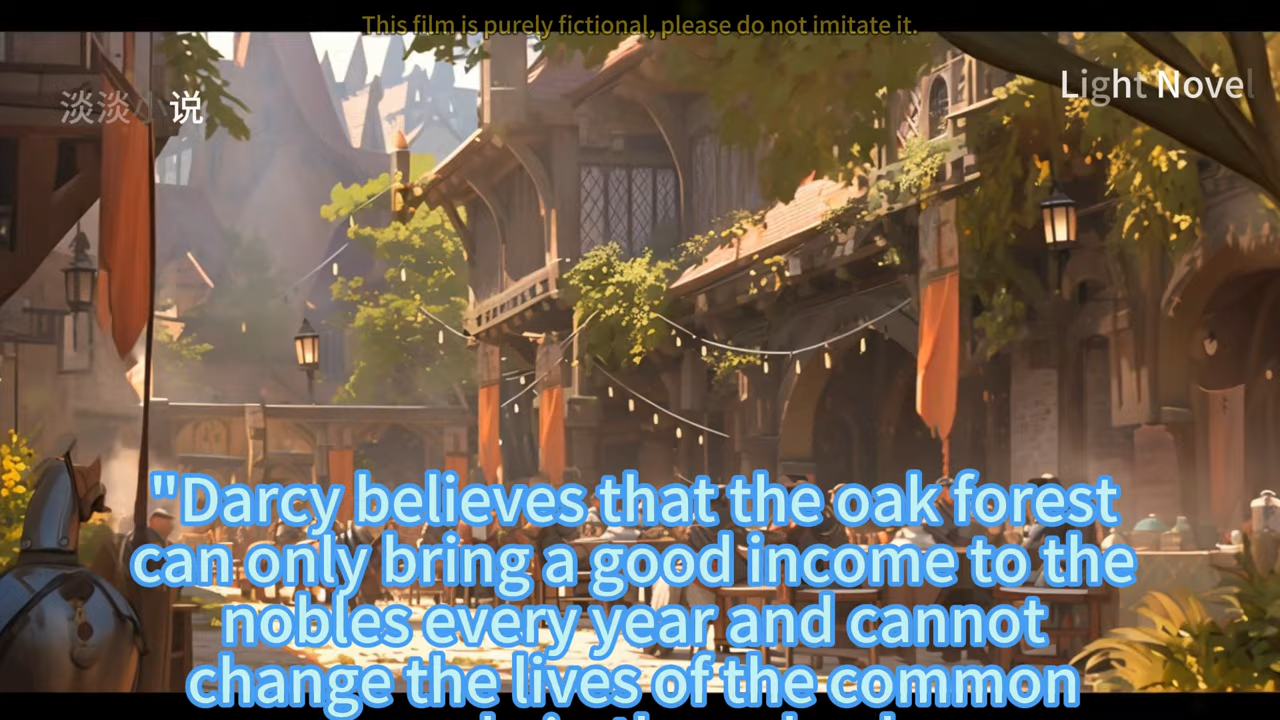 This film is purely fictional, please do not imitate it.
淡淡小说
Light Novel
"Darcy believes that the oak forest
can only bring a good income to the
nobles every year and cannot
change the lives of the common